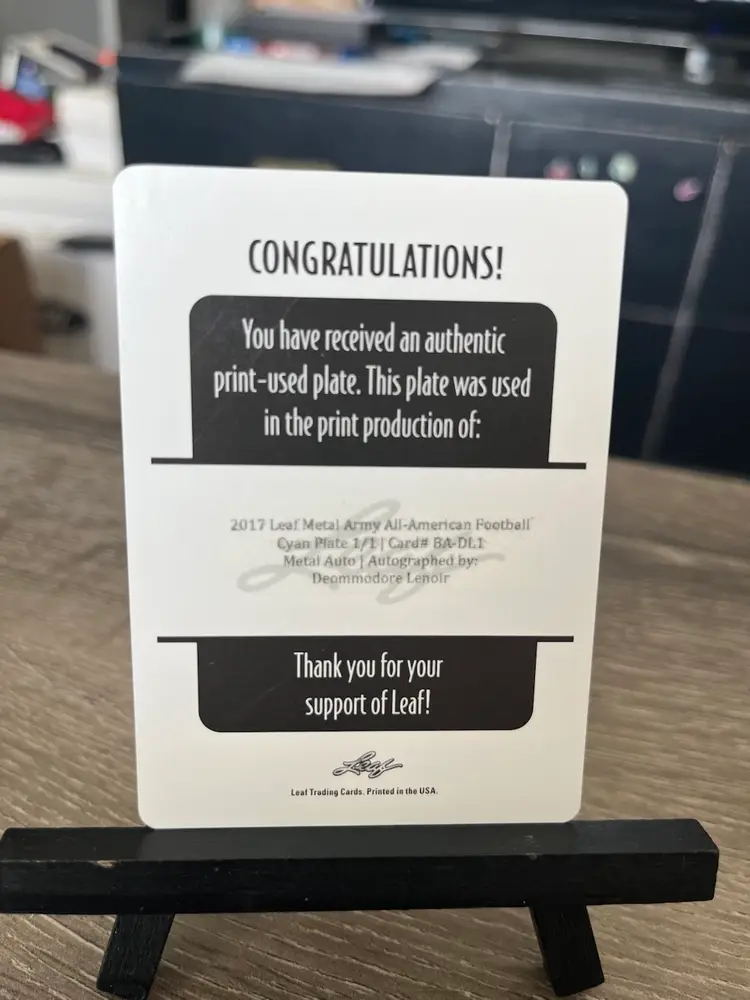 CONGRATULATIONS!
You have received an authentic
print-used plate. This plate was used
in the print production of:
2017 Leaf Metal Army All-American Football
Cyan Plate 1/1 | Card# BA-DL1
Metal Auto | Autographed by:
Deommodore Lenoir
Thank you for your
support of Leaf!
Leaf
Leaf Trading Cards. Printed in the USA.